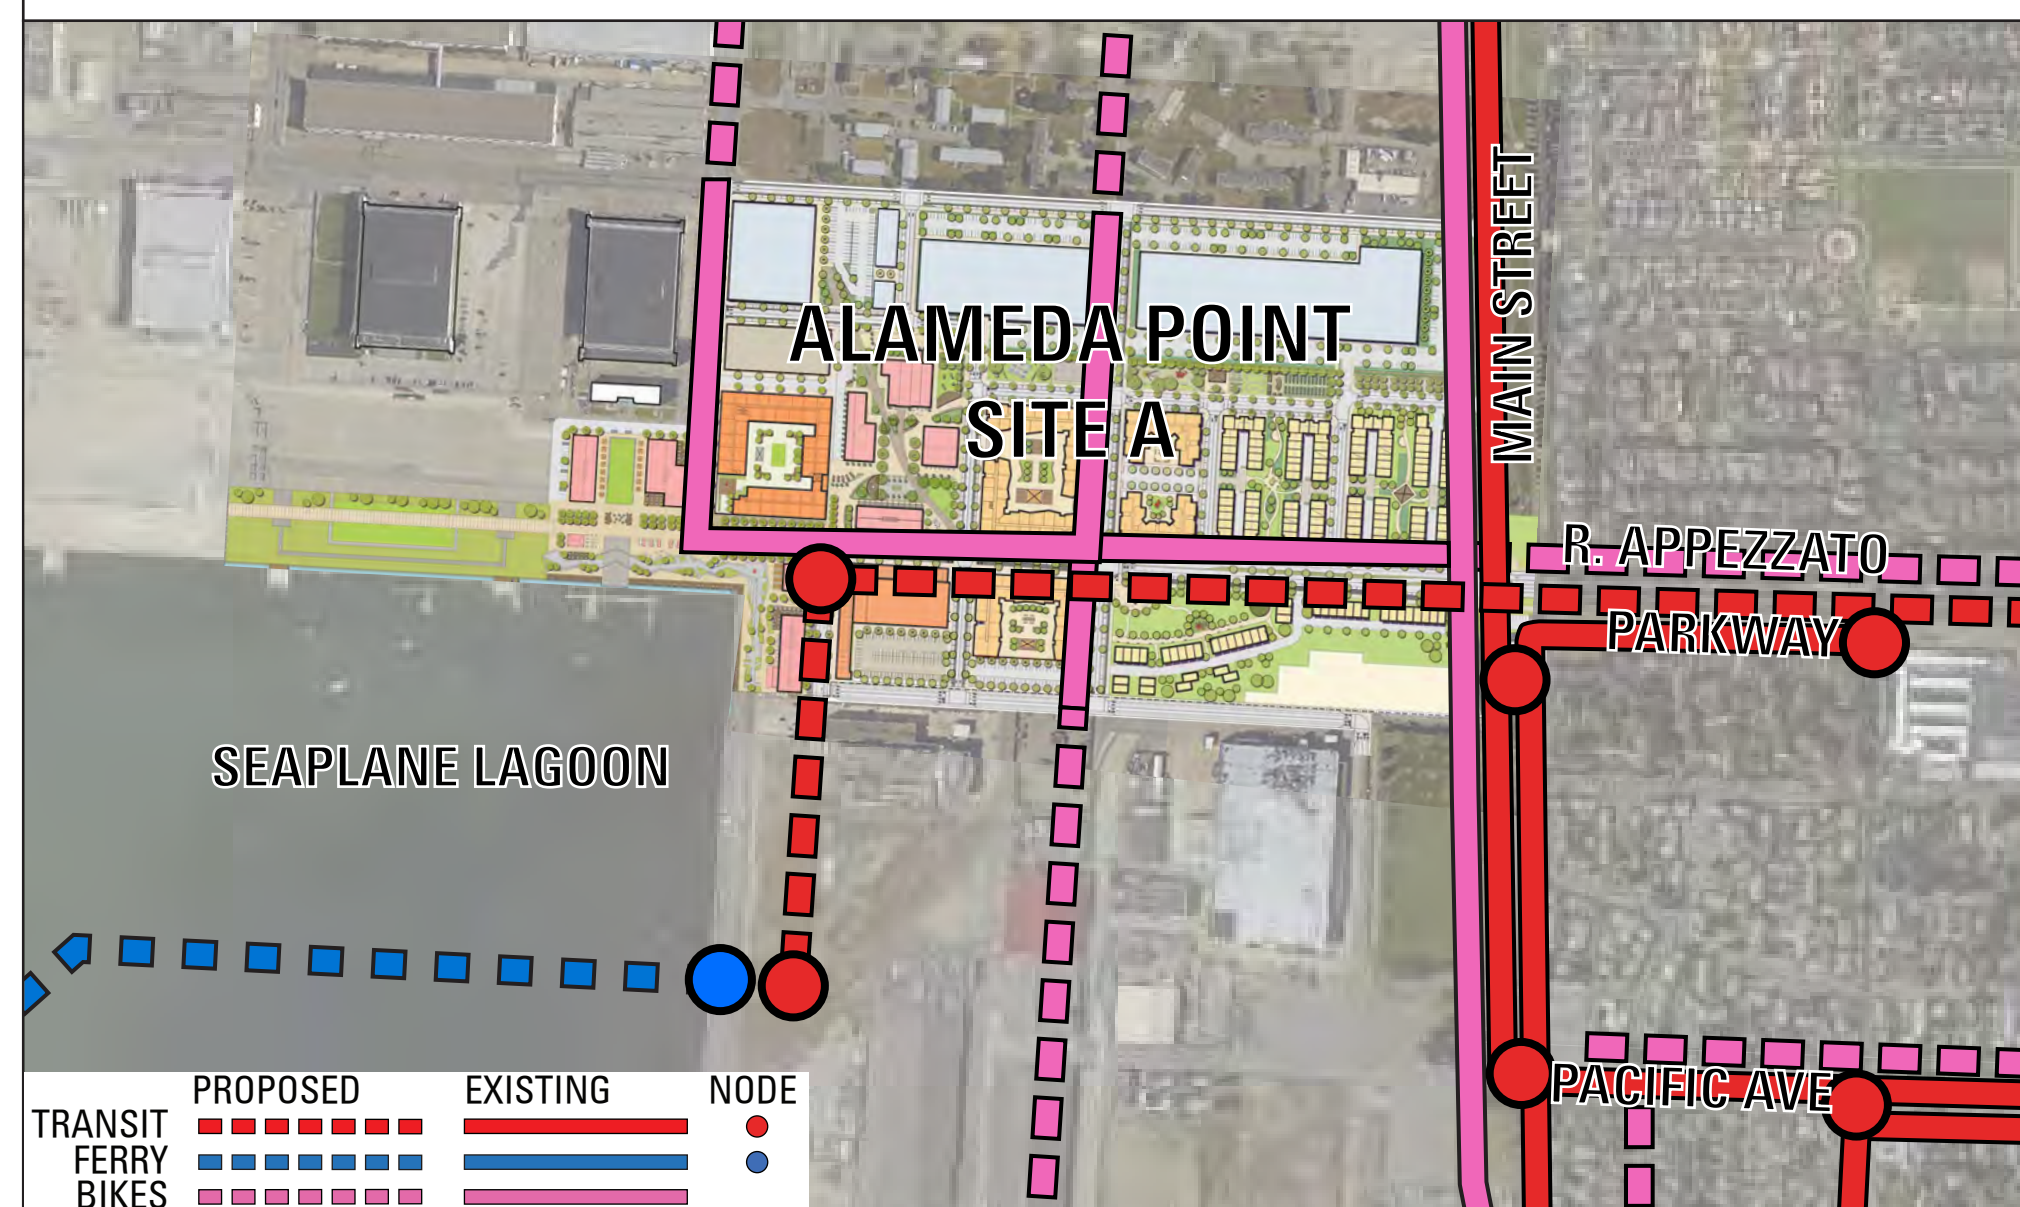 MAIN STREET
ALAMEDA POINT
SITE A
R. APPEZZATO
PARKWAY
SEAPLANE LAGOON
PACIFIC AVE
PROPOSED EXISTING NODE
TRANSIT
FERRY
BIKES